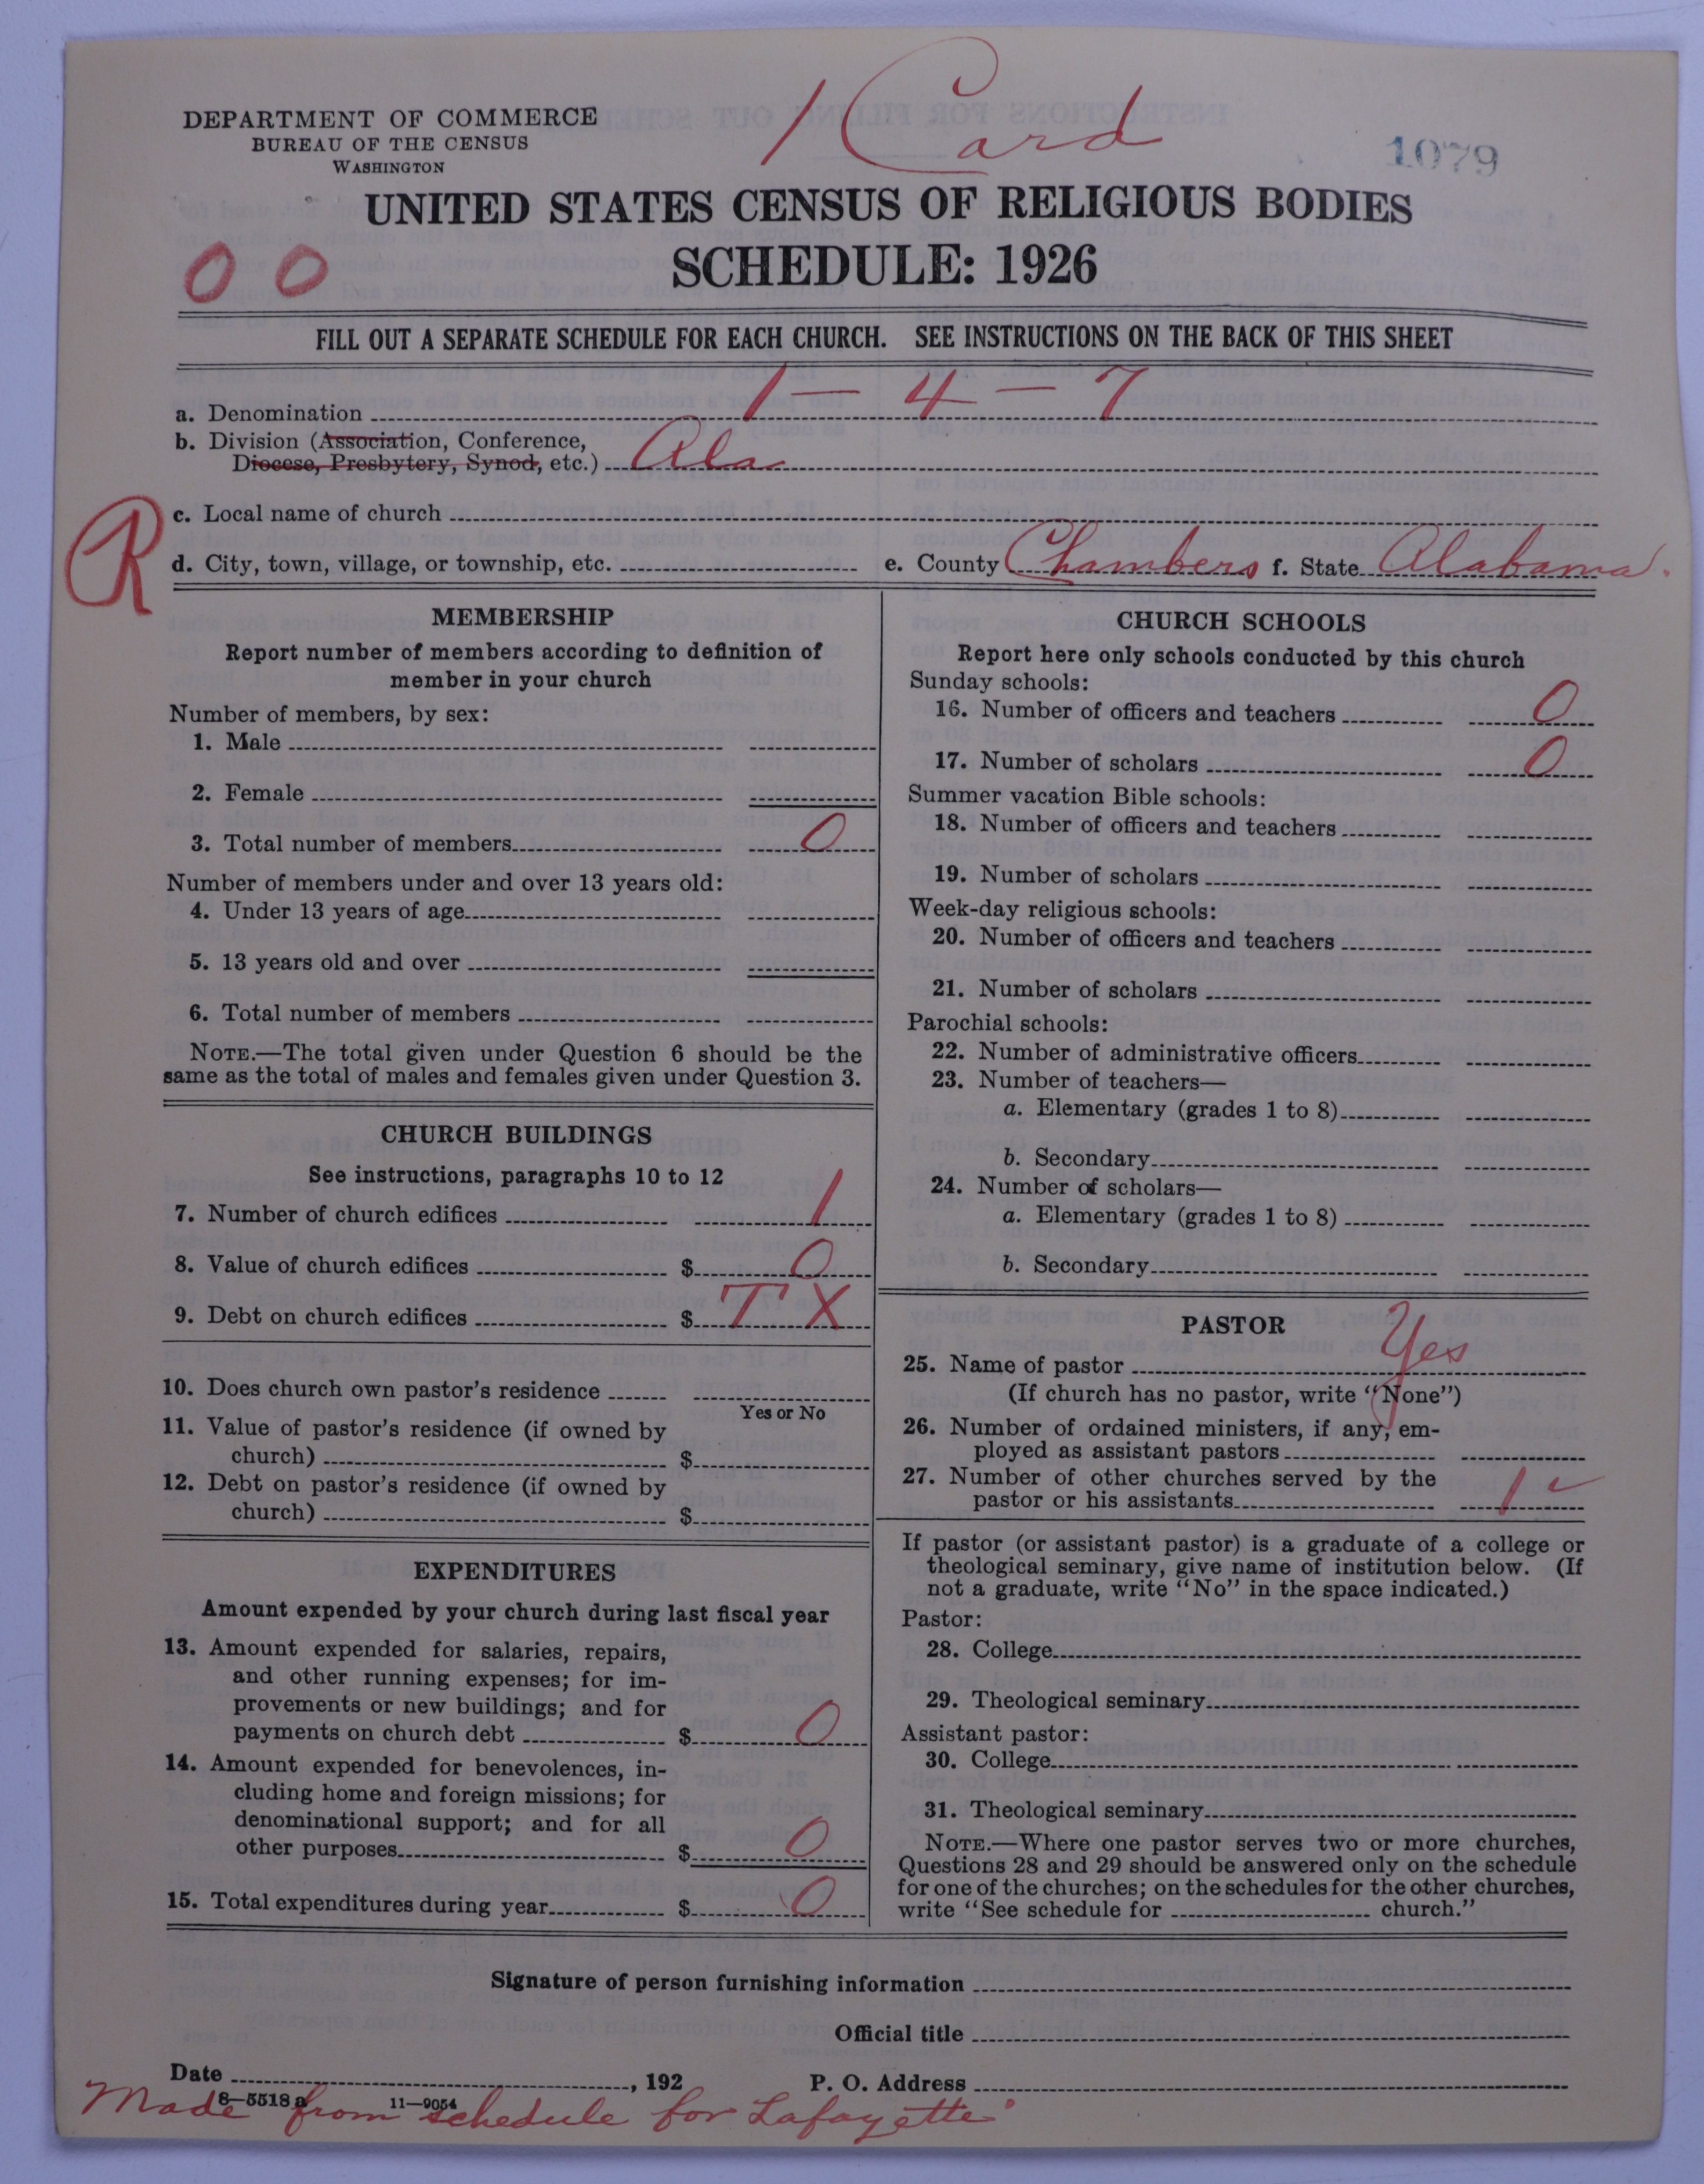 1 Card
DEPARTMENT OF COMMERCE
BUREAU OF THE CENSUS
WASHINGTON
1079
UNITED STATES CENSUS OF RELIGIOUS BODIES
SCHEDULE: 1926
0 0
FILL OUT A SEPARATE SCHEDULE FOR EACH CHURCH. SEE INSTRUCTIONS ON THE BACK OF THIS SHEET
a. Denomination 1 — 4 — 7
b. Division (Association, Conference,
Diocese, Presbytery, Synod, etc.) Ala
R
c. Local name of church
d. City, town, village, or township, etc. e. County Chambers f. State Alabama.
MEMBERSHIP
Report number of members according to definition of
member in your church
Number of members, by sex:
1. Male
2. Female
3. Total number of members 0
Number of members under and over 13 years old:
4. Under 13 years of age
5. 13 years old and over
6. Total number of members
NOTE.—The total given under Question 6 should be the
same as the total of males and females given under Question 3.
CHURCH BUILDINGS
See instructions, paragraphs 10 to 12
7. Number of church edifices 1
8. Value of church edifices $ 0
9. Debt on church edifices $ T X
10. Does church own pastor's residence
Yes or No
11. Value of pastor's residence (if owned by
church) $
12. Debt on pastor's residence (if owned by
church) $
EXPENDITURES
Amount expended by your church during last fiscal year
13. Amount expended for salaries, repairs,
and other running expenses; for im-
provements or new buildings; and for
payments on church debt $ 0
14. Amount expended for benevolences, in-
cluding home and foreign missions; for
denominational support; and for all
other purposes $ 0
15. Total expenditures during year $ 0
CHURCH SCHOOLS
Report here only schools conducted by this church
Sunday schools:
16. Number of officers and teachers 0
17. Number of scholars 0
Summer vacation Bible schools:
18. Number of officers and teachers
19. Number of scholars
Week-day religious schools:
20. Number of officers and teachers
21. Number of scholars
Parochial schools:
22. Number of administrative officers
23. Number of teachers—
a. Elementary (grades 1 to 8)
b. Secondary
24. Number of scholars—
a. Elementary (grades 1 to 8)
b. Secondary
PASTOR
25. Name of pastor Yes
(If church has no pastor, write "None")
26. Number of ordained ministers, if any, em-
ployed as assistant pastors
27. Number of other churches served by the
pastor or his assistants 1
If pastor (or assistant pastor) is a graduate of a college or
theological seminary, give name of institution below. (If
not a graduate, write "No" in the space indicated.)
Pastor:
28. College
29. Theological seminary
Assistant pastor:
30. College
31. Theological seminary
NOTE.—Where one pastor serves two or more churches,
Questions 28 and 29 should be answered only on the schedule
for one of the churches; on the schedules for the other churches,
write "See schedule for church."
Signature of person furnishing information
Official title
Date , 192 P. O. Address
8—5518a 11—9054
Made from schedule for Lafayette